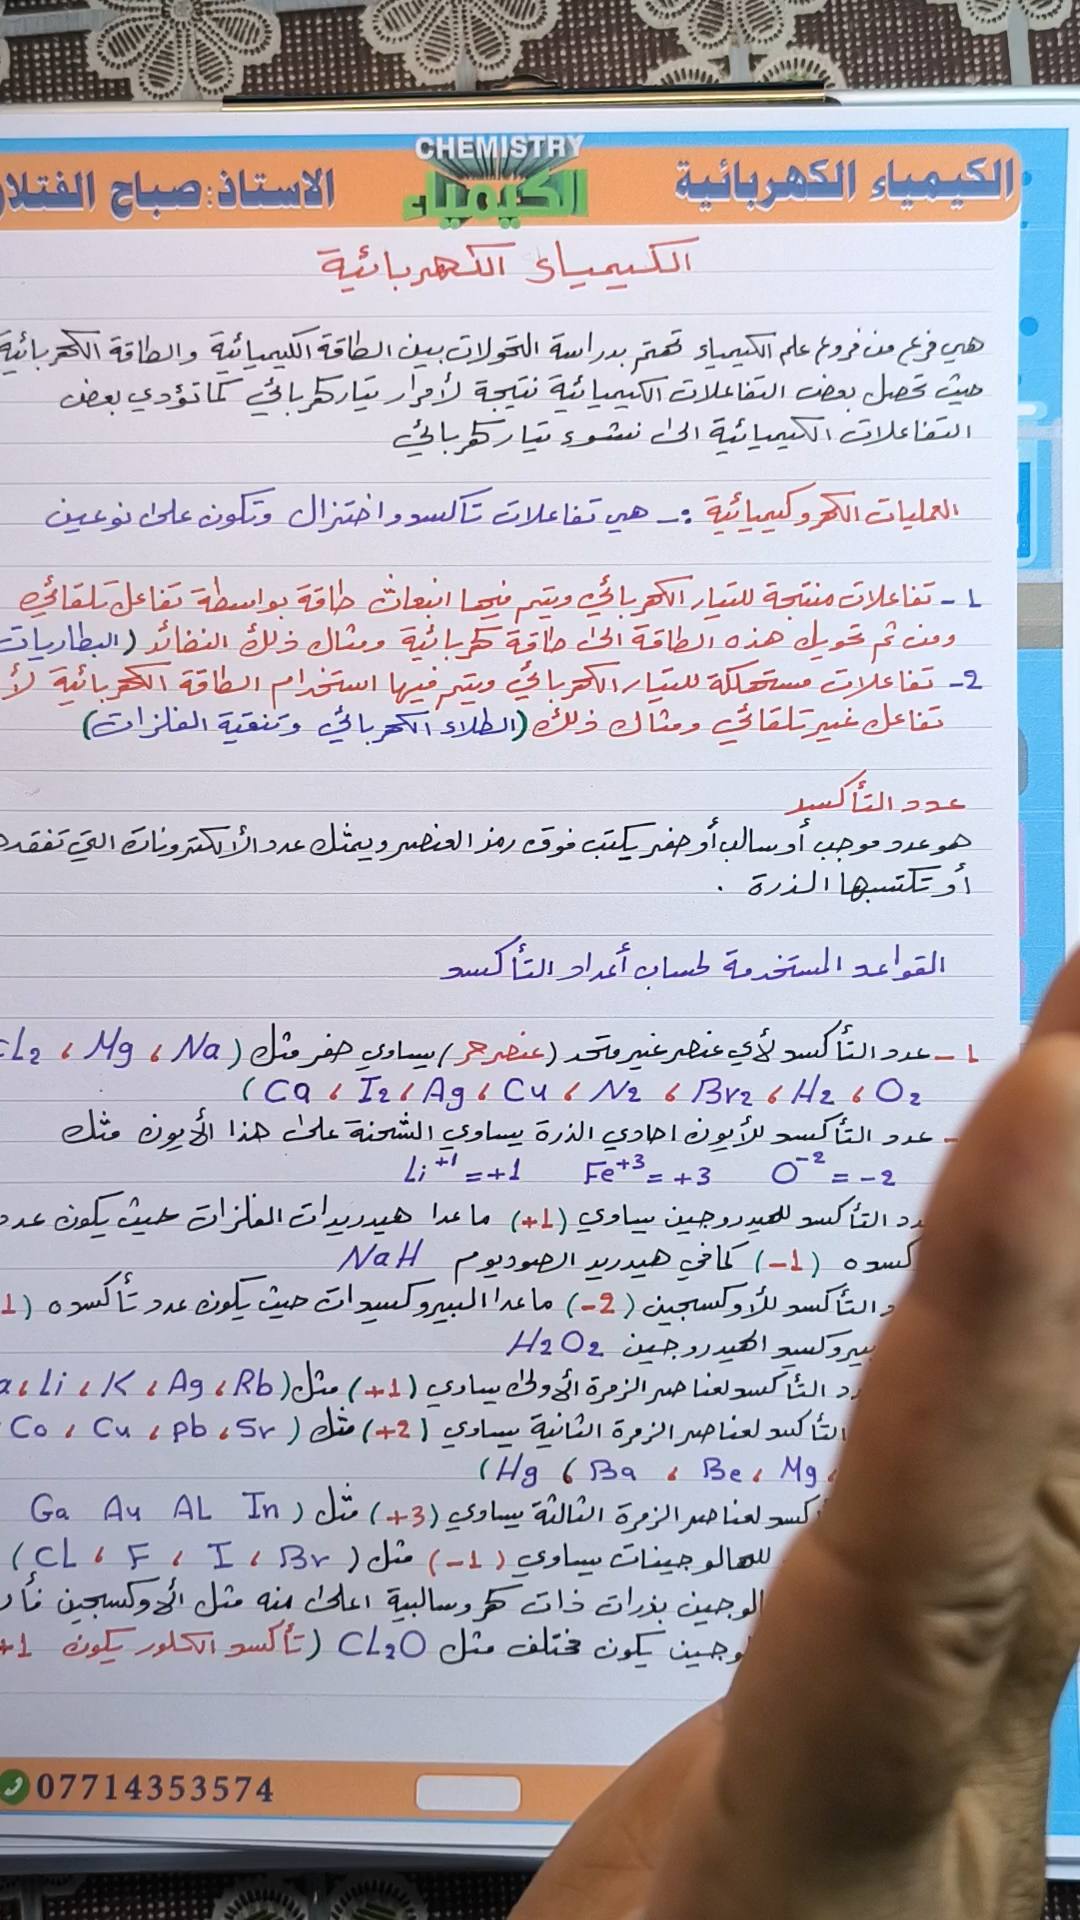 الكيمياء الكهربائية
CHEMISTRY
الكيمياء
الاستاذ: صباح
الكيمياء الكهربائية
هي فرع من فروع علم الكيمياء تهتم بدراسة التحولات بين الطاقة الكيميائية والطاقة الكهربائية
حيث تحصل بعض التفاعلات الكيميائية نتيجة لأمرار تيار كهربائي كما تؤدي بعض
التفاعلات الكيميائية الى نشوء تيار كهربائي
العمليات الكهروكيميائية :- هي تفاعلات تأكسد واختزال وتكون على نوعين
1- تفاعلات منتجة للتيار الكهربائي ويتم فيها انبعاث طاقة بواسطة تفاعل تلقائي
ومن ثم تحويل هذه الطاقة الى طاقة كهربائية ومثال ذلك النضائد (البطاريات
2- تفاعلات مستهلكة للتيار الكهربائي ويتم فيها استخدام الطاقة الكهربائية
تفاعل غير تلقائي ومثال ذلك (الطلاء الكهربائي وتنقية الفلزات)
عدد التأكسد
هو عدد موجب أو سالب أو صفر يكتب فوق رمز العنصر ويمثل عدد الألكترونات التي
أو تكتسبها الذرة .
القواعد المستخدمة لحساب أعداد التأكسد
1- عدد التأكسد لأي عنصر غير متحد (عنصر حر) يساوي صفر مثل (Na ، Mg ، CL₂
O₂ ، H₂ ، Br₂ ، N₂ ، Cu ، Ag ، I₂ ، Ca)
- عدد التأكسد للأيون احادي الذرة يساوي الشحنة على هذا الأيون مثل
Li⁺¹ = +1 Fe⁺³ = +3 O⁻² = -2
التأكسد للهيدروجين يساوي (+1) ما عدا هيدريدات الفلزات حيث يكون عدد
(-1) كما في هيدريد الصوديوم NaH
التأكسد للأوكسجين (-2) ماعدا البيروكسيدات حيث يكون عدد تأكسده
بيروكسيد الهيدروجين H₂O₂
التأكسد لعناصر الزمرة الأولى يساوي (+1) مثل (Rb ، Ag ، K ، Li ،
التأكسد لعناصر الزمرة الثانية يساوي (+2) مثل (Sr ، Pb ، Cu ، Co
Mg ، Be ، Ba ، Hg)
لعناصر الزمرة الثالثة يساوي (+3) مثل (In AL Au Ga
للهالوجينات يساوي (-1) مثل (Br ، I ، F ، CL)
بذرات ذات كهروسالبية اعلى منه مثل الأوكسجين
يكون مختلف مثل CL₂O (تأكسد الكلور يكون +1
07714353574